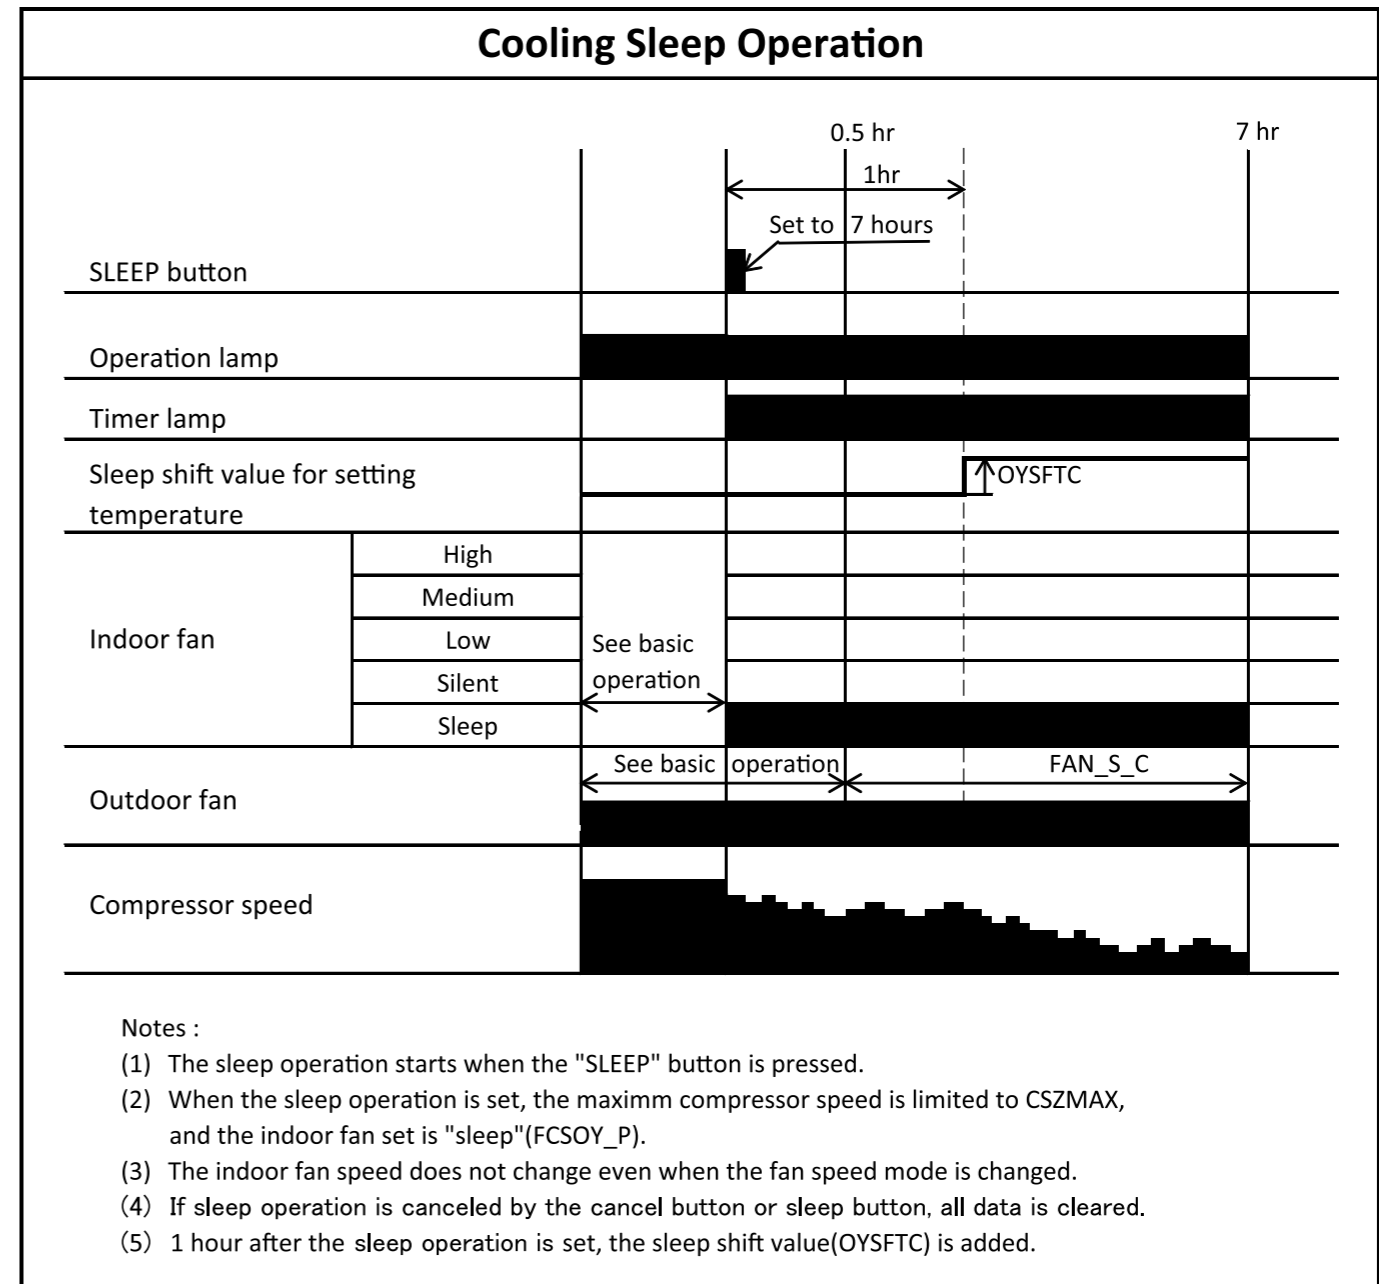 Cooling Sleep Operation
0.5 hr
7 hr
1hr
Set to 7 hours
SLEEP button
Operation lamp
Timer lamp
Sleep shift value for setting
temperature
OYSFTC
Indoor fan
High
Medium
Low
Silent
Sleep
See basic
operation
Outdoor fan
See basic operation
FAN_S_C
Compressor speed
Notes :
(1) The sleep operation starts when the "SLEEP" button is pressed.
(2) When the sleep operation is set, the maximm compressor speed is limited to CSZMAX,
and the indoor fan set is "sleep"(FCSOY_P).
(3) The indoor fan speed does not change even when the fan speed mode is changed.
(4) If sleep operation is canceled by the cancel button or sleep button, all data is cleared.
(5) 1 hour after the sleep operation is set, the sleep shift value(OYSFTC) is added.